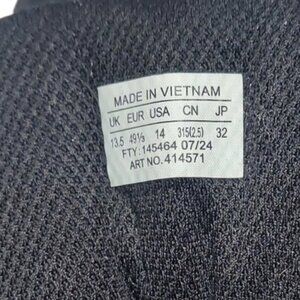 MADE IN VIETNAM
UK EUR USA CN JP
13.5 49⅓ 14 315(2.5) 32
FTY:145464 07/24
ART NO.414571